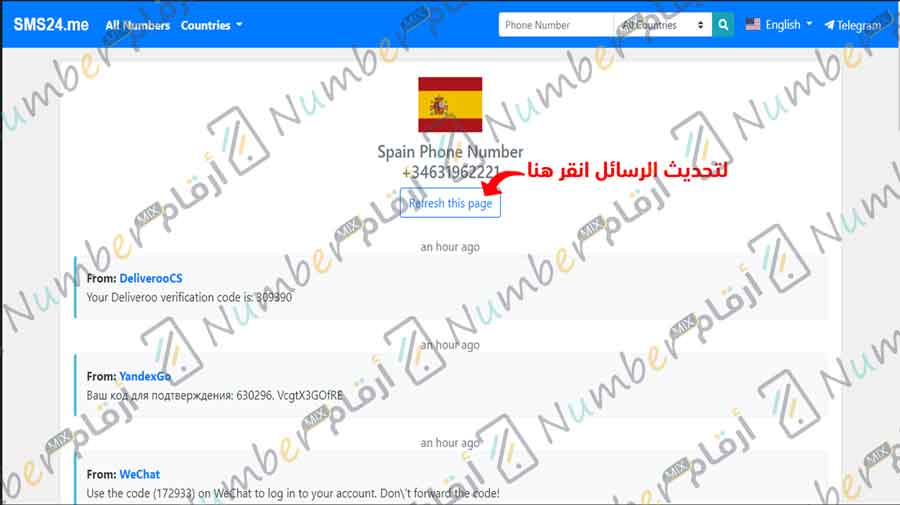 SMS24.me All Numbers Countries Phone Number All Countries English Telegram
Spain Phone Number
+34631962221
لتحديث الرسائل انقر هنا
Refresh this page
an hour ago
From: DeliverooCS
Your Deliveroo verification code is: 309390
an hour ago
From: YandexGo
Ваш код для подтверждения: 630296. VcgtX3GOfRE
an hour ago
From: WeChat
Use the code (172933) on WeChat to log in to your account. Don\'t forward the code!
Number MIX أرقام